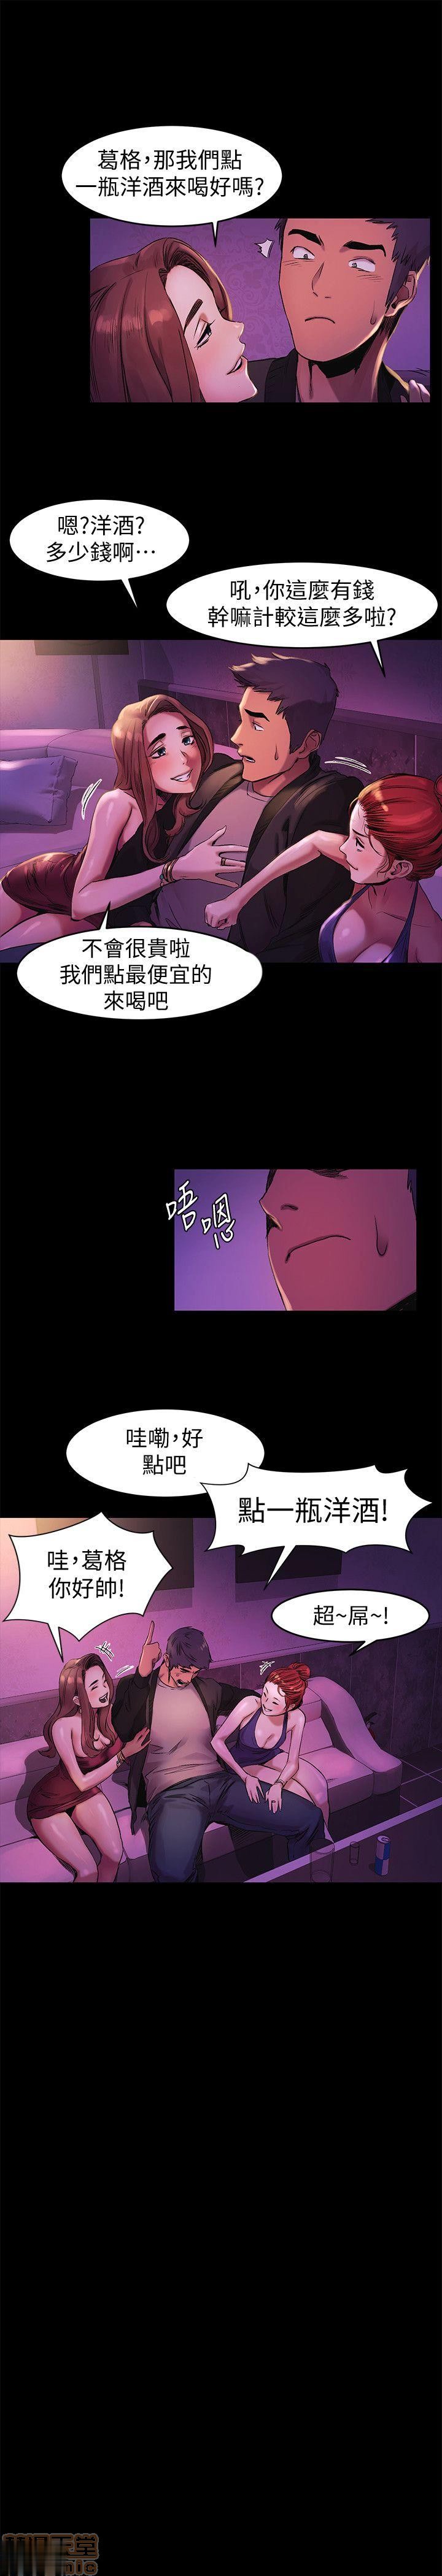 葛格，那我們點
一瓶洋酒來喝好嗎?
嗯?洋酒?
多少錢啊…
吼，你這麼有錢
幹嘛計較這麼多啦?
不會很貴啦
我們點最便宜的
來喝吧
唔嗯
哇嘞，好
點吧
點一瓶洋酒!
哇，葛格
你好帥!
超~屌~!